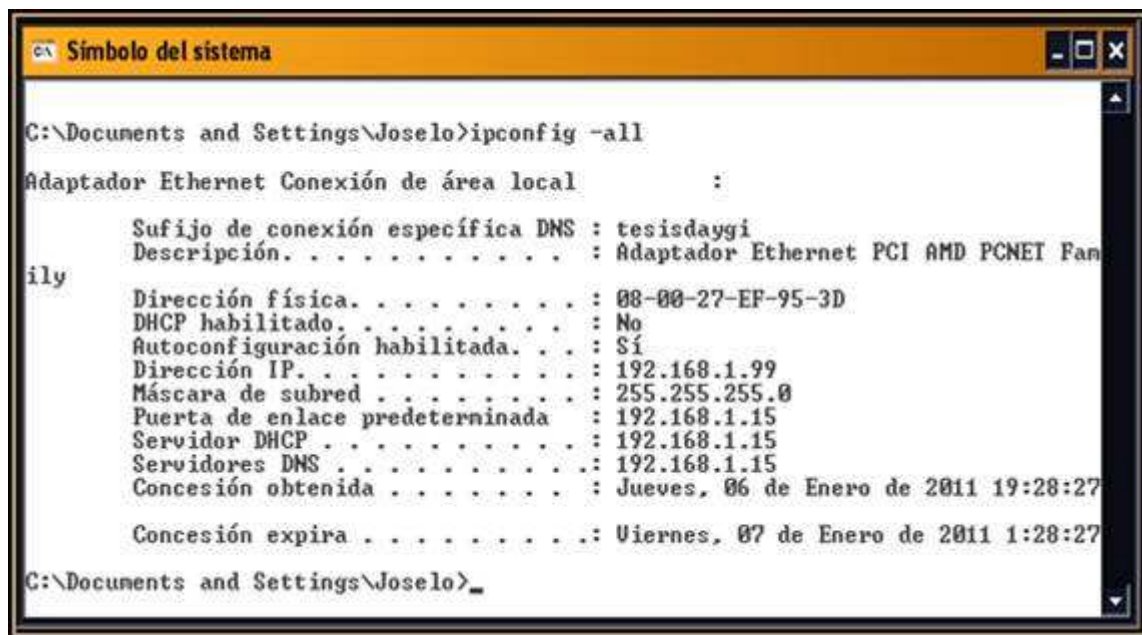 C:\ Símbolo del sistema
C:\Documents and Settings\Joselo>ipconfig -all
Adaptador Ethernet Conexión de área local :
Sufijo de conexión específica DNS : tesisdaygi
Descripción. . . . . . . . . . . : Adaptador Ethernet PCI AMD PCNET Fam
ily
Dirección física. . . . . . . . . : 08-00-27-EF-95-3D
DHCP habilitado. . . . . . . . . . : No
Autoconfiguración habilitada. . . : Sí
Dirección IP. . . . . . . . . . . : 192.168.1.99
Máscara de subred . . . . . . . . : 255.255.255.0
Puerta de enlace predeterminada : 192.168.1.15
Servidor DHCP . . . . . . . . . . : 192.168.1.15
Servidores DNS . . . . . . . . . . .: 192.168.1.15
Concesión obtenida . . . . . . . : Jueves, 06 de Enero de 2011 19:28:27
Concesión expira . . . . . . . . .: Viernes, 07 de Enero de 2011 1:28:27
C:\Documents and Settings\Joselo>_